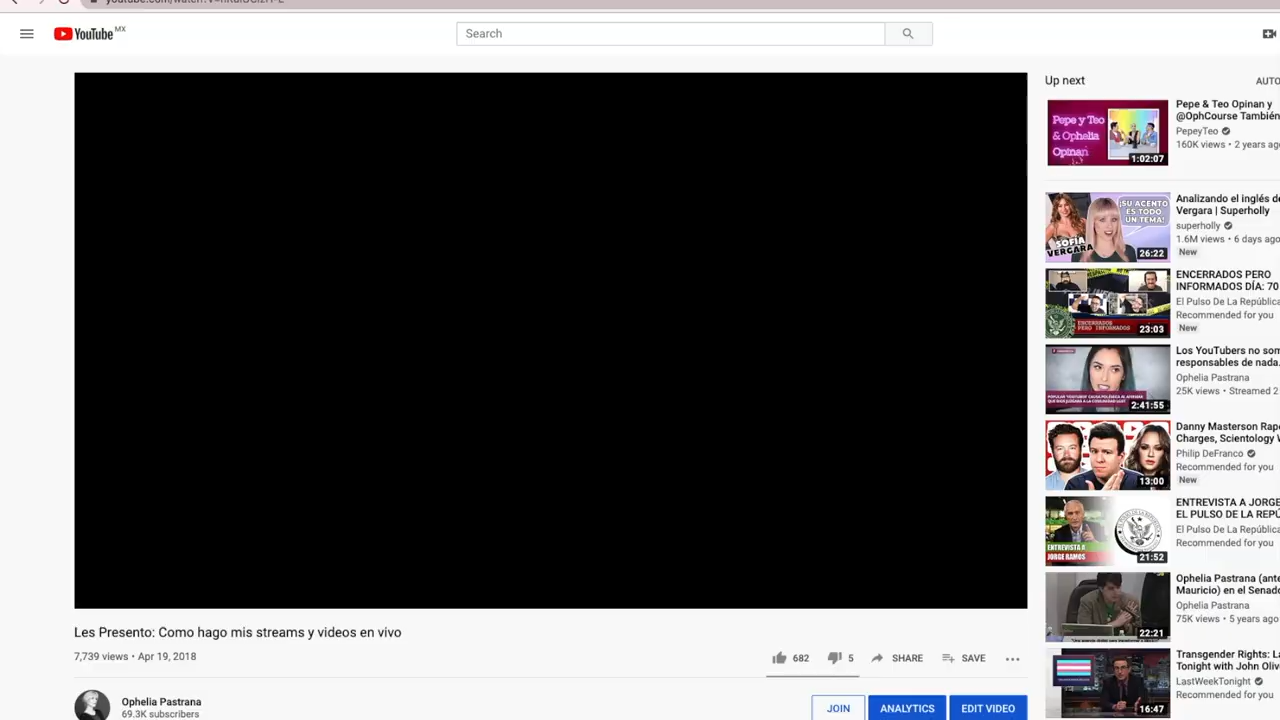 YouTube MX
Search
Up next
AUTO
Pepe y Teo
& Ophelia
Opinan
1:02:07
Pepe & Teo Opinan y
@OphCourse También
PepeyTeo
160K views • 2 years ago
¡SU ACENTO
ES TODO
UN TEMA!
SOFÍA
VERGARA
26:22
Analizando el inglés de
Vergara | Superholly
superholly
1.6M views • 6 days ago
New
ENCERRADOS
PERO INFORMADOS
23:03
ENCERRADOS PERO
INFORMADOS DÍA: 70
El Pulso De La República
Recommended for you
New
2:41:55
Los YouTubers no som
responsables de nada.
Ophelia Pastrana
25K views • Streamed 2
13:00
Danny Masterson Rape
Charges, Scientology
Philip DeFranco
Recommended for you
New
ENTREVISTA A
JORGE RAMOS
21:52
ENTREVISTA A JORGE
EL PULSO DE LA REPÚ
El Pulso De La República
Recommended for you
22:21
Ophelia Pastrana (ante
Mauricio) en el Senado
Ophelia Pastrana
75K views • 5 years ago
16:47
Transgender Rights: La
Tonight with John Olive
LastWeekTonight
Recommended for you
Les Presento: Como hago mis streams y videos en vivo
7,739 views • Apr 19, 2018
682
5
SHARE
SAVE
Ophelia Pastrana
69.3K subscribers
JOIN
ANALYTICS
EDIT VIDEO